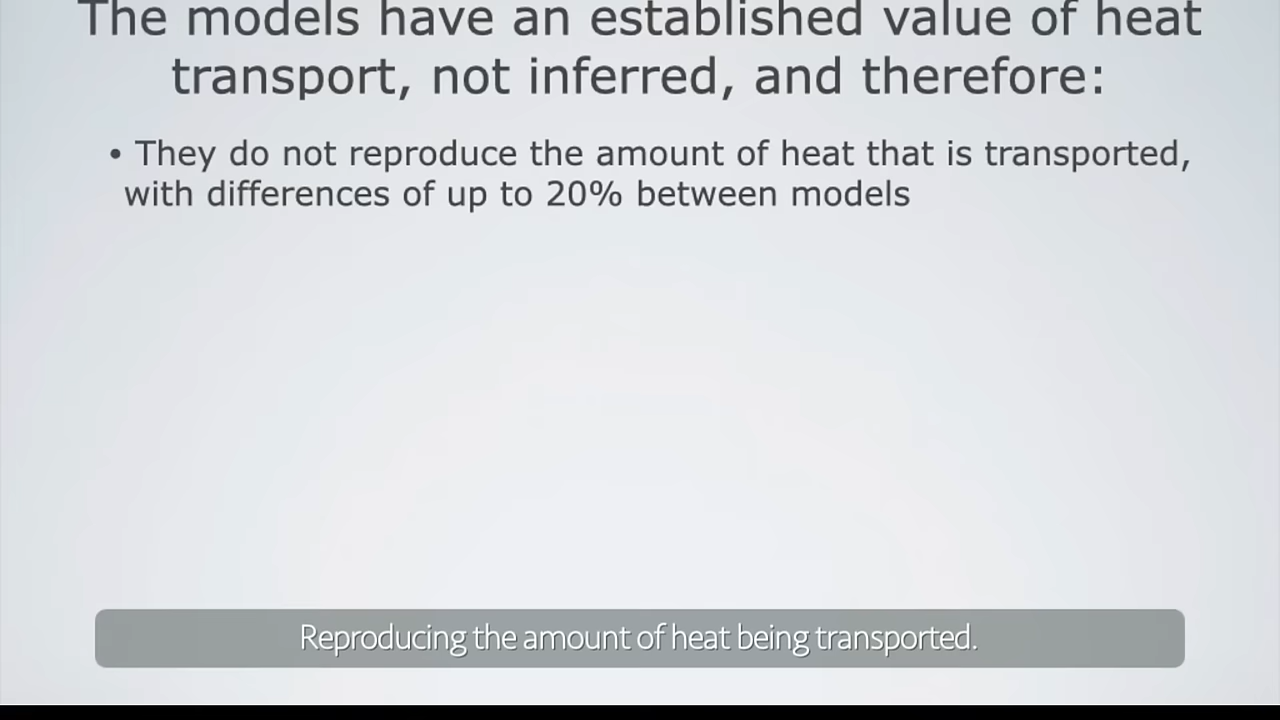 The models have an established value of heat
transport, not inferred, and therefore:
• They do not reproduce the amount of heat that is transported,
with differences of up to 20% between models
Reproducing the amount of heat being transported.